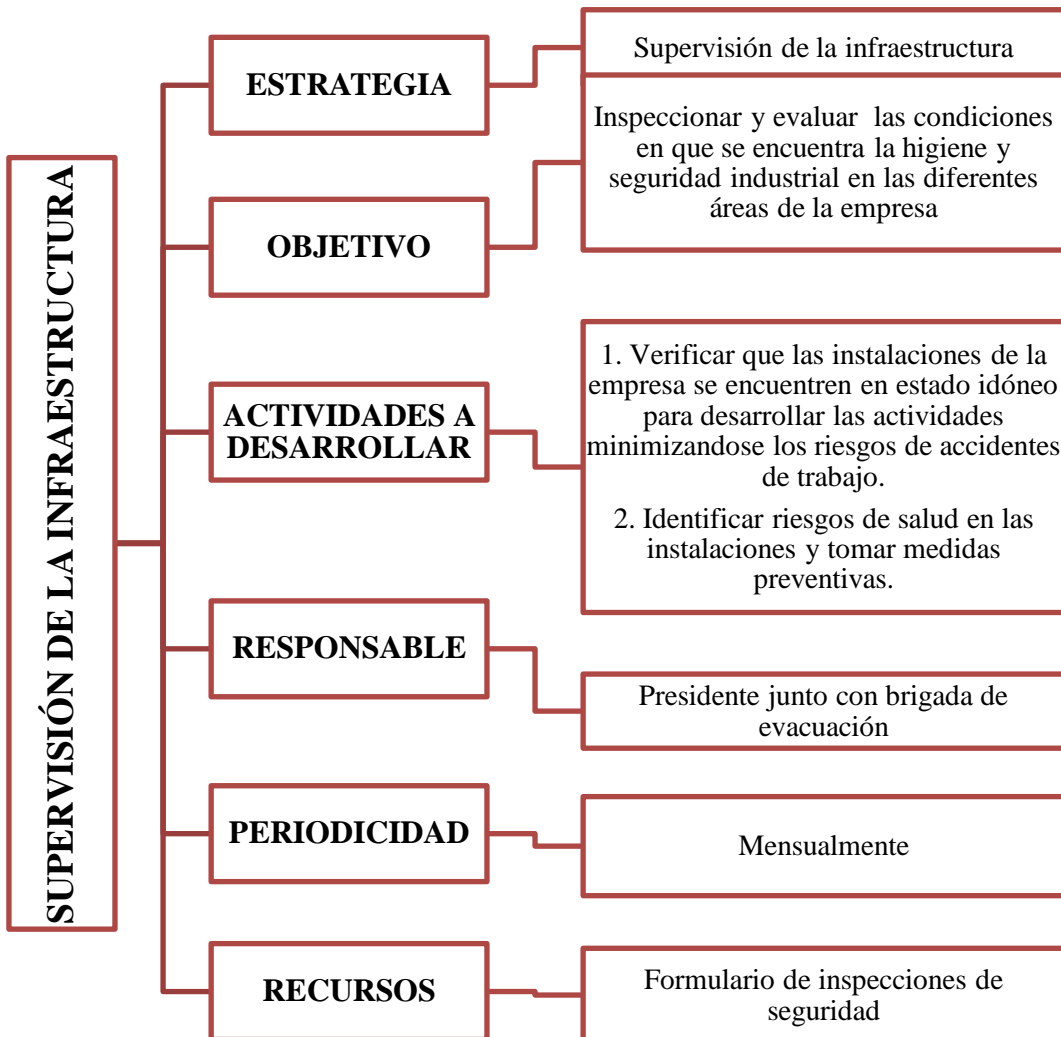 SUPERVISIÓN DE LA INFRAESTRUCTURA
ESTRATEGIA
Supervisión de la infraestructura
OBJETIVO
Inspeccionar y evaluar las condiciones
en que se encuentra la higiene y
seguridad industrial en las diferentes
áreas de la empresa
ACTIVIDADES A
DESARROLLAR
1. Verificar que las instalaciones de la
empresa se encuentren en estado idóneo
para desarrollar las actividades
minimizandose los riesgos de accidentes
de trabajo.
2. Identificar riesgos de salud en las
instalaciones y tomar medidas
preventivas.
RESPONSABLE
Presidente junto con brigada de
evacuación
PERIODICIDAD
Mensualmente
RECURSOS
Formulario de inspecciones de
seguridad